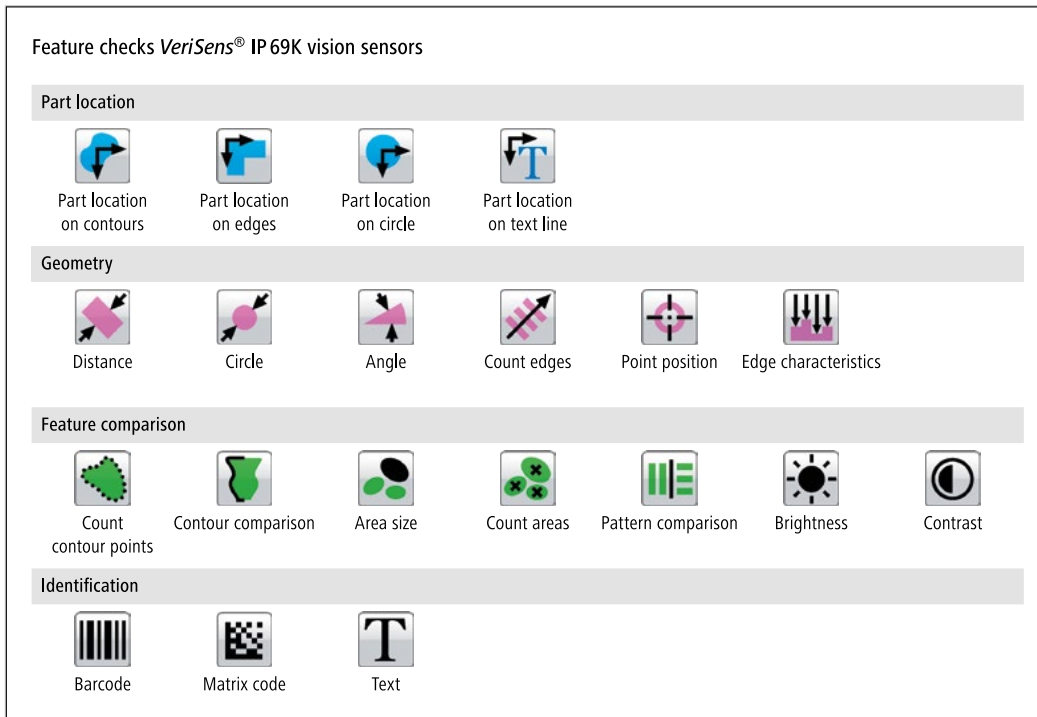 Feature checks VeriSens® IP 69K vision sensors
Part location
Part location
on contours
Part location
on edges
Part location
on circle
Part location
on text line
Geometry
Distance
Circle
Angle
Count edges
Point position
Edge characteristics
Feature comparison
Count
contour points
Contour comparison
Area size
Count areas
Pattern comparison
Brightness
Contrast
Identification
Barcode
Matrix code
Text